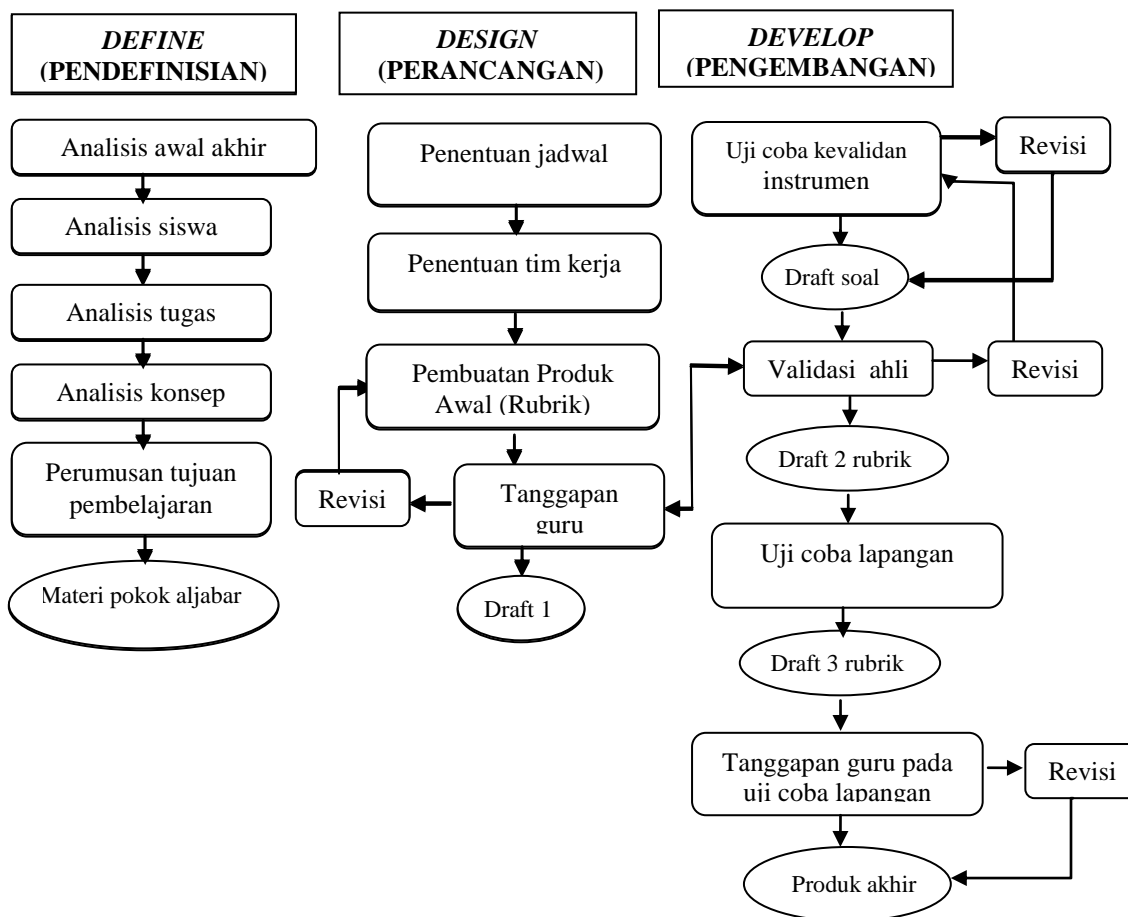 DEFINE
(PENDEFINISIAN)
Analisis awal akhir
Analisis siswa
Analisis tugas
Analisis konsep
Perumusan tujuan
pembelajaran
Materi pokok aljabar
DESIGN
(PERANCANGAN)
Penentuan jadwal
Penentuan tim kerja
Pembuatan Produk
Awal (Rubrik)
Revisi
Tanggapan
guru
Draft 1
DEVELOP
(PENGEMBANGAN)
Uji coba kevalidan
instrumen
Revisi
Draft soal
Validasi ahli
Revisi
Draft 2 rubrik
Uji coba lapangan
Draft 3 rubrik
Tanggapan guru pada
uji coba lapangan
Revisi
Produk akhir